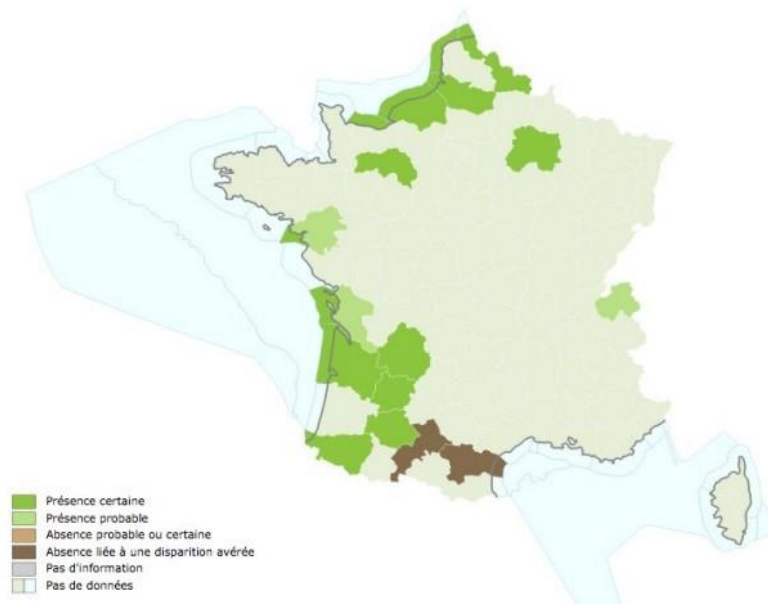 Présence certaine
Présence probable
Absence probable ou certaine
Absence liée à une disparition avérée
Pas d'information
Pas de données